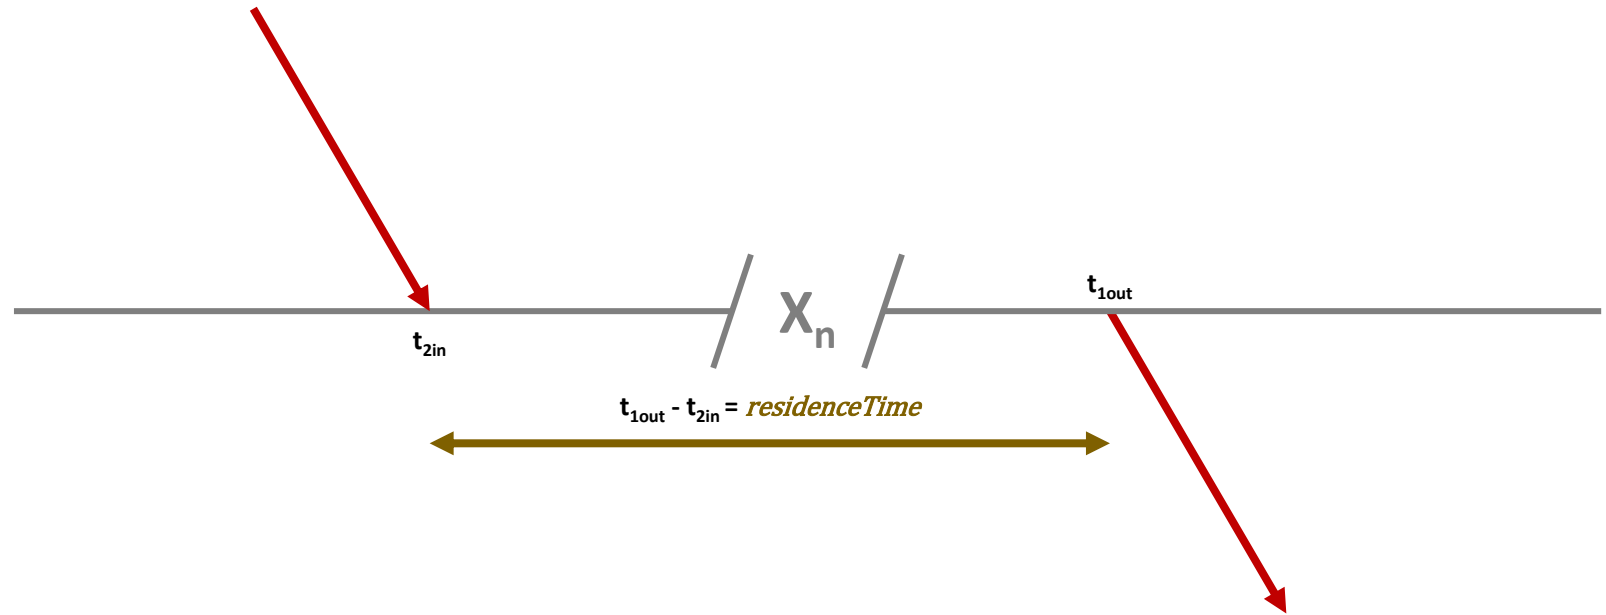 t1out
Xn
t2in
t1out - t2in = residenceTime